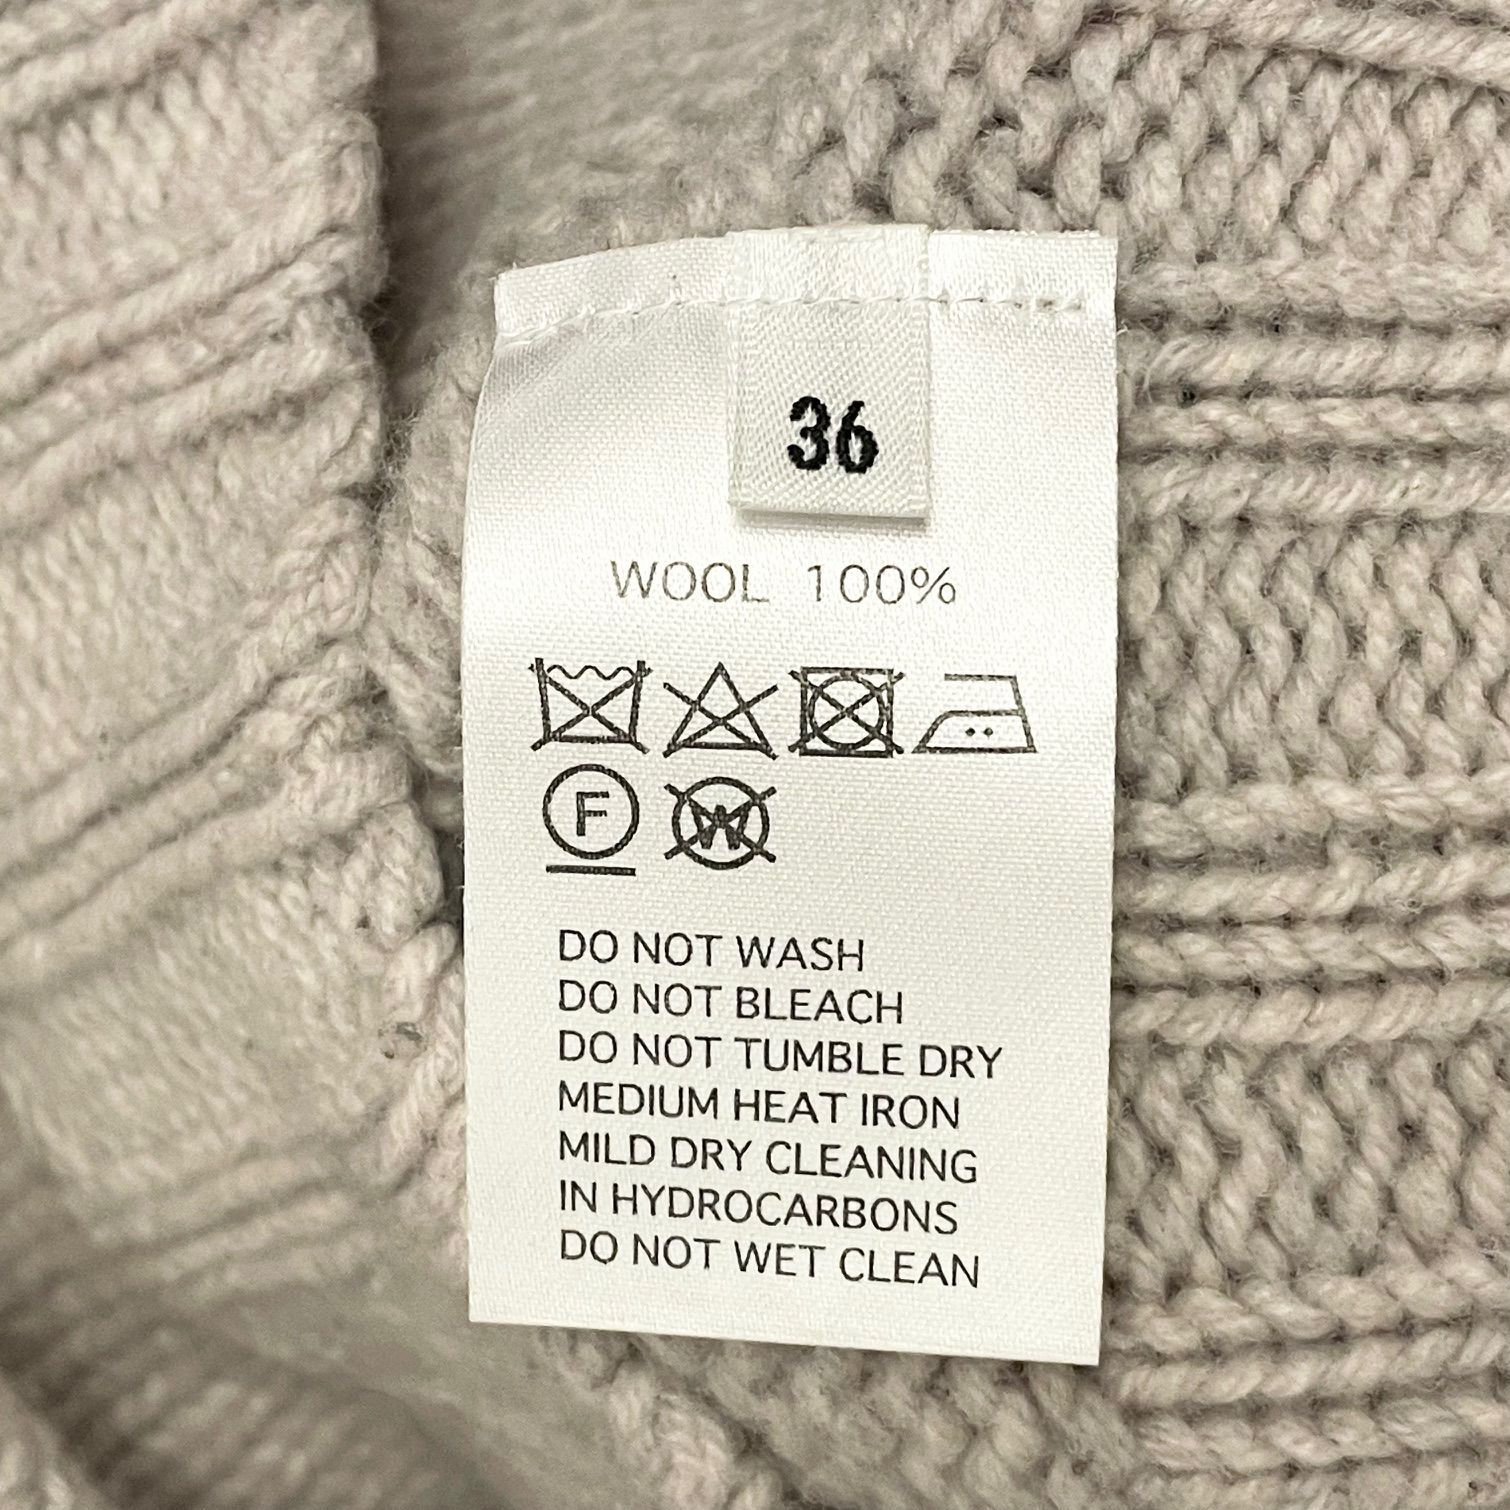 36
WOOL 100%
F
W
DO NOT WASH
DO NOT BLEACH
DO NOT TUMBLE DRY
MEDIUM HEAT IRON
MILD DRY CLEANING
IN HYDROCARBONS
DO NOT WET CLEAN